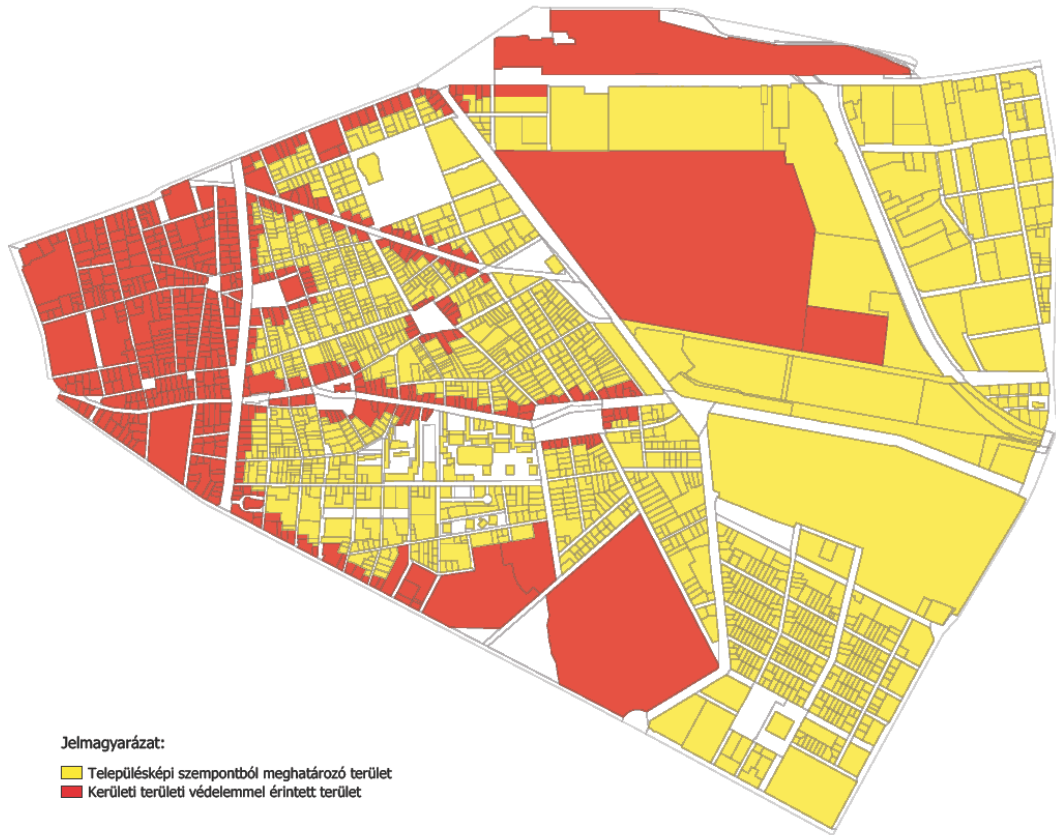 Jelmagyarázat:
Településképi szempontból meghatározó terület
Kerületi területi védelemmel érintett terület